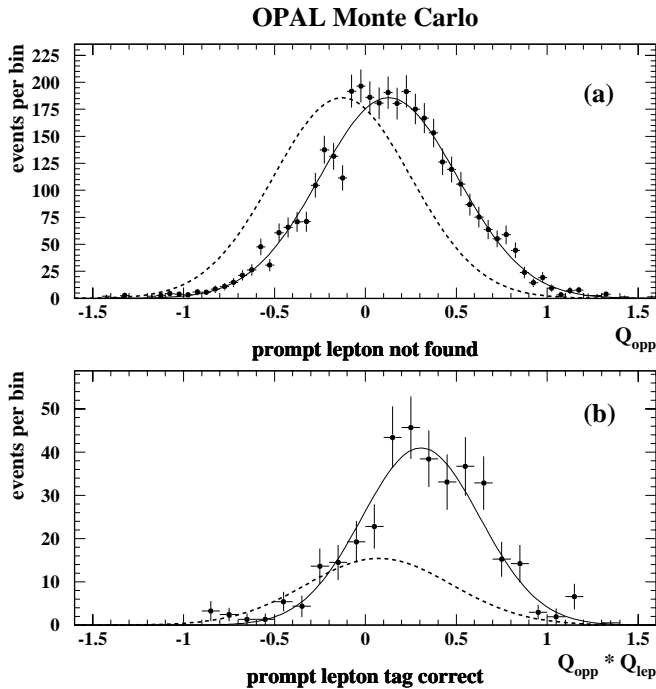 OPAL Monte Carlo
events per bin
225
200
175
150
125
100
75
50
25
0
(a)
-1.5 -1 -0.5 0 0.5 1 1.5
prompt lepton not found
Q_opp
events per bin
50
40
30
20
10
0
(b)
-1.5 -1 -0.5 0 0.5 1 1.5
prompt lepton tag correct
Q_opp * Q_lep